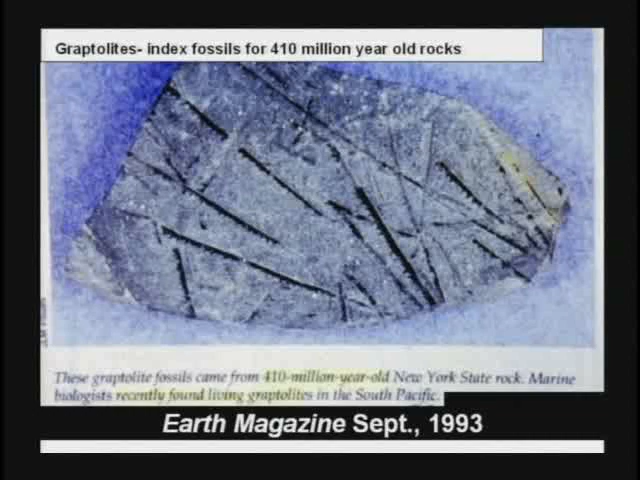 Graptolites- index fossils for 410 million year old rocks
These graptolite fossils came from 410-million-year-old New York State rock. Marine
biologists recently found living graptolites in the South Pacific.
Earth Magazine Sept., 1993